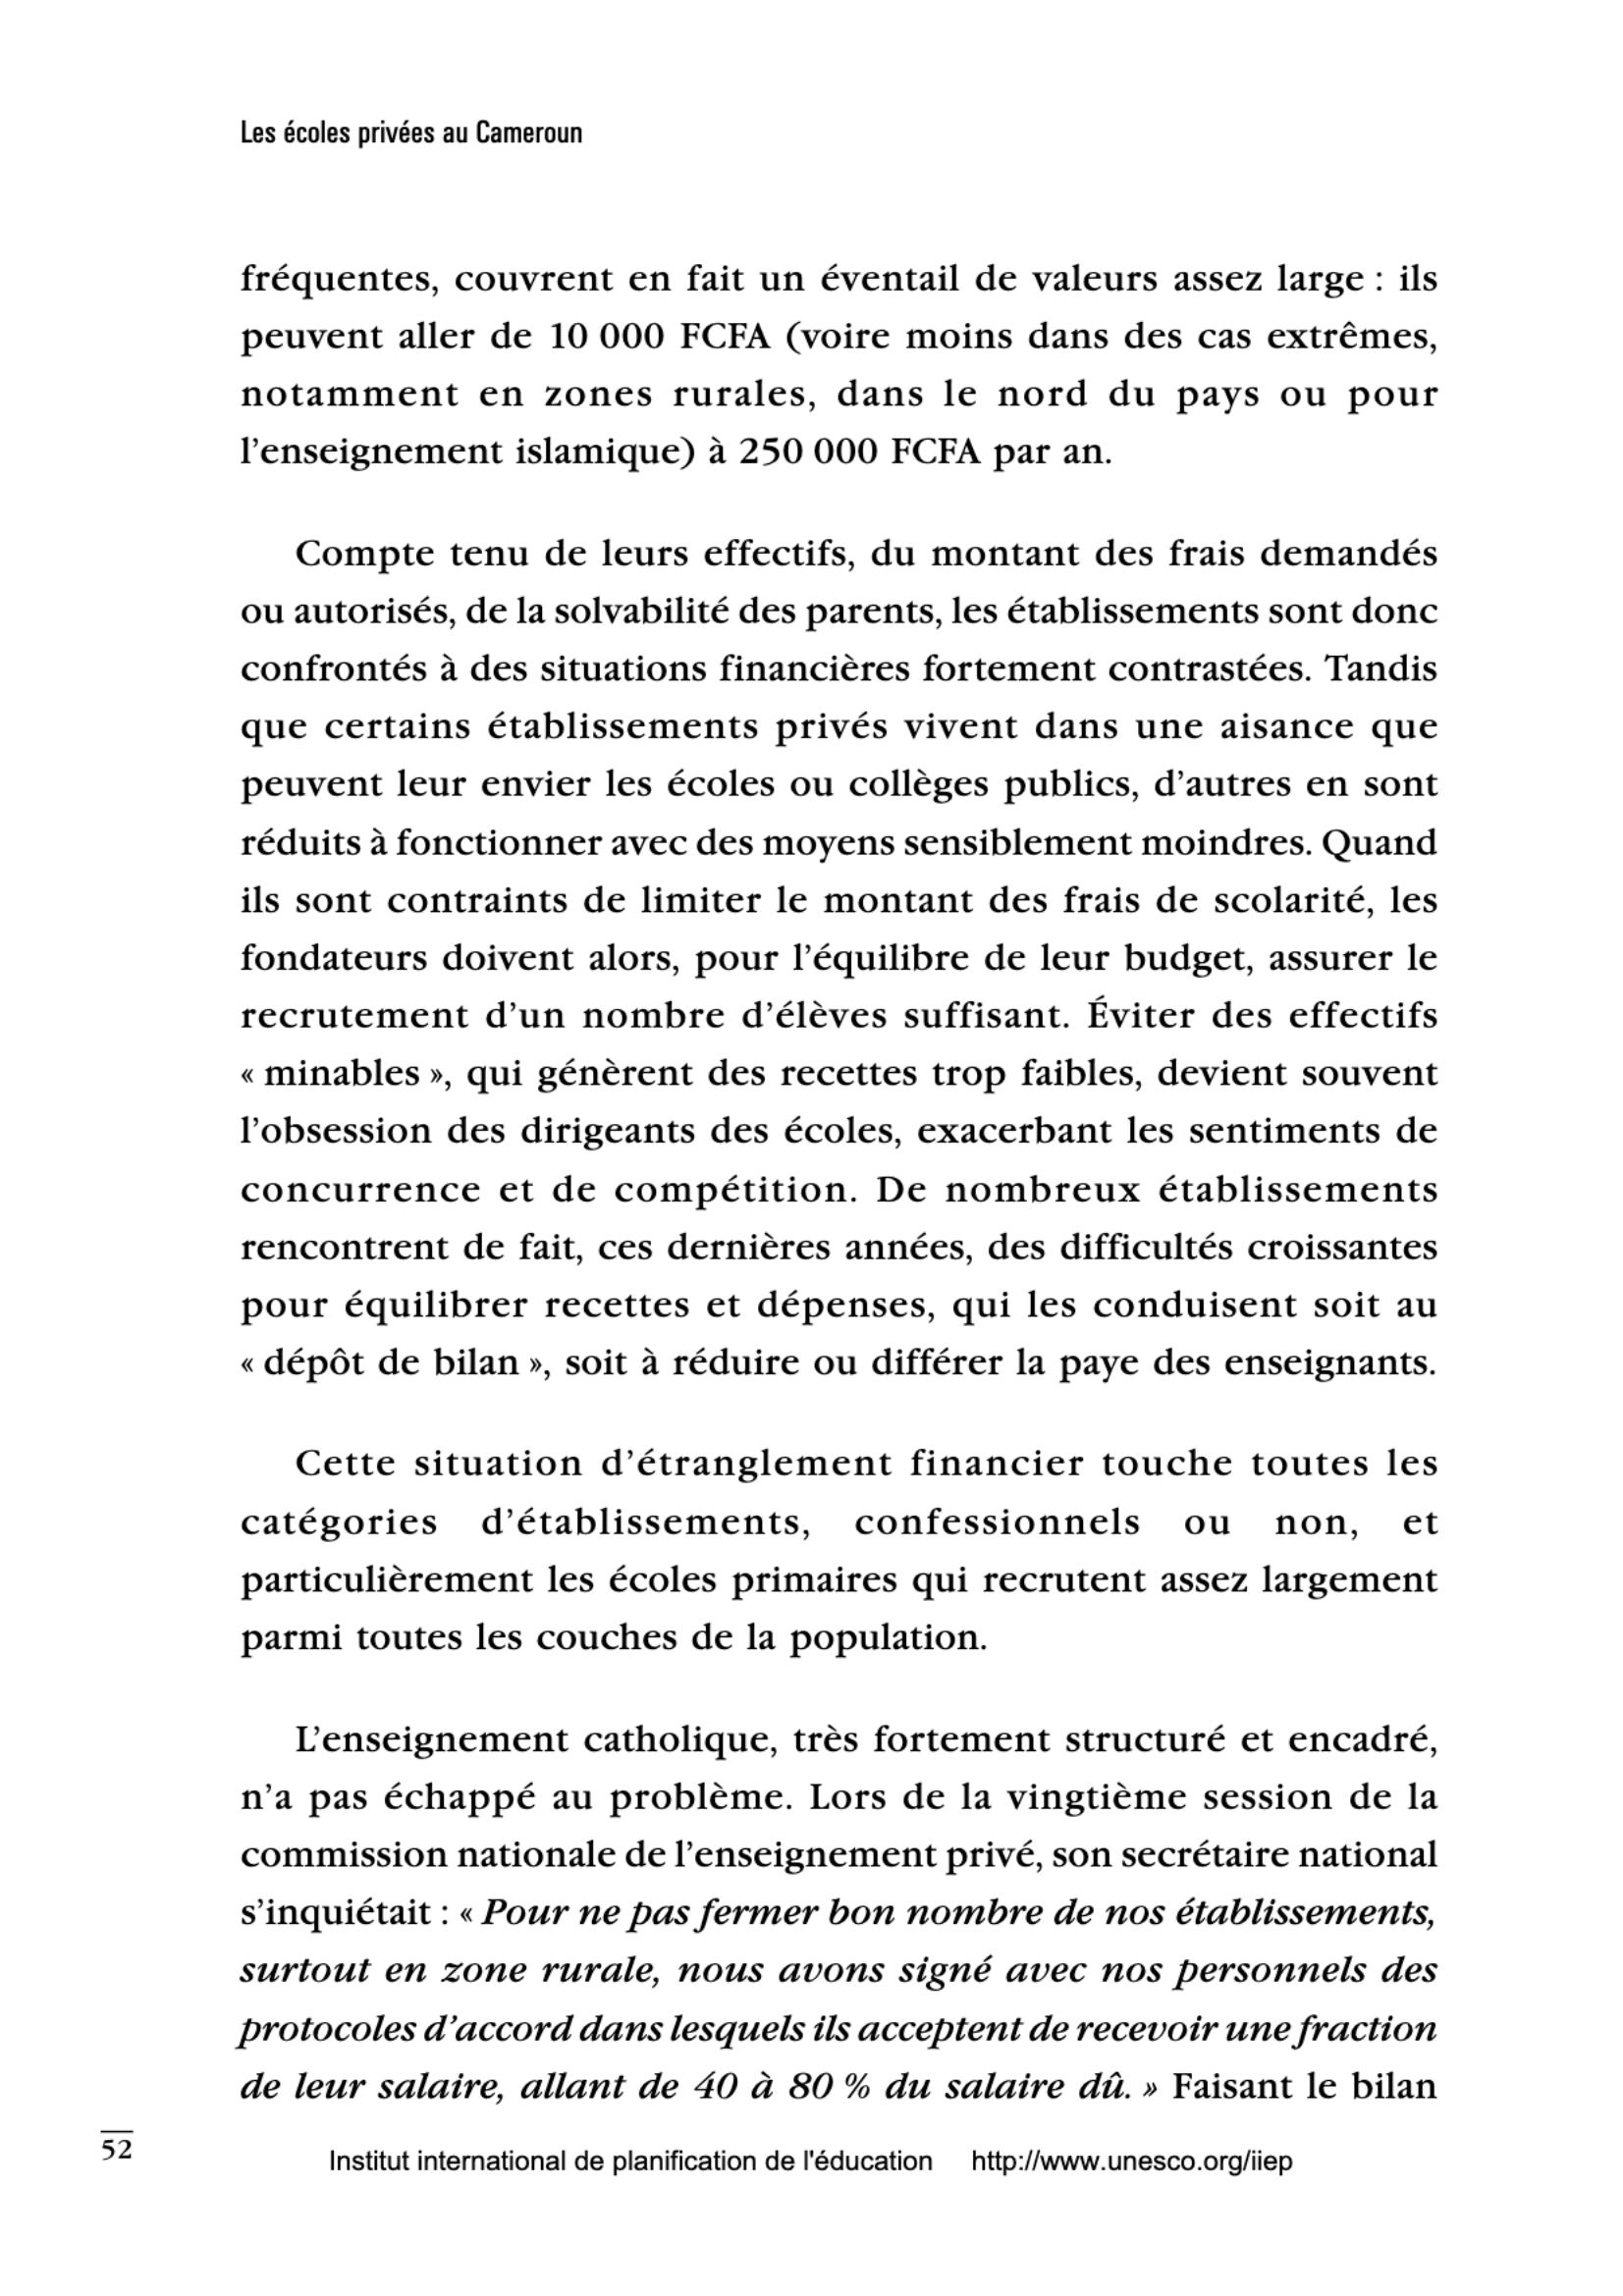 Les écoles privées au Cameroun
fréquentes, couvrent en fait un éventail de valeurs assez large : ils
peuvent aller de 10 000 FCFA (voire moins dans des cas extrêmes,
notamment en zones rurales, dans le nord du pays ou pour
l’enseignement islamique) à 250 000 FCFA par an.
Compte tenu de leurs effectifs, du montant des frais demandés
ou autorisés, de la solvabilité des parents, les établissements sont donc
confrontés à des situations financières fortement contrastées. Tandis
que certains établissements privés vivent dans une aisance que
peuvent leur envier les écoles ou collèges publics, d’autres en sont
réduits à fonctionner avec des moyens sensiblement moindres. Quand
ils sont contraints de limiter le montant des frais de scolarité, les
fondateurs doivent alors, pour l’équilibre de leur budget, assurer le
recrutement d’un nombre d’élèves suffisant. Éviter des effectifs
« minables », qui génèrent des recettes trop faibles, devient souvent
l’obsession des dirigeants des écoles, exacerbant les sentiments de
concurrence et de compétition. De nombreux établissements
rencontrent de fait, ces dernières années, des difficultés croissantes
pour équilibrer recettes et dépenses, qui les conduisent soit au
« dépôt de bilan », soit à réduire ou différer la paye des enseignants.
Cette situation d’étranglement financier touche toutes les
catégories d’établissements, confessionnels ou non, et
particulièrement les écoles primaires qui recrutent assez largement
parmi toutes les couches de la population.
L’enseignement catholique, très fortement structuré et encadré,
n’a pas échappé au problème. Lors de la vingtième session de la
commission nationale de l’enseignement privé, son secrétaire national
s’inquiétait : « Pour ne pas fermer bon nombre de nos établissements,
surtout en zone rurale, nous avons signé avec nos personnels des
protocoles d’accord dans lesquels ils acceptent de recevoir une fraction
de leur salaire, allant de 40 à 80 % du salaire dû. » Faisant le bilan
52
Institut international de planification de l'éducation http://www.unesco.org/iiep